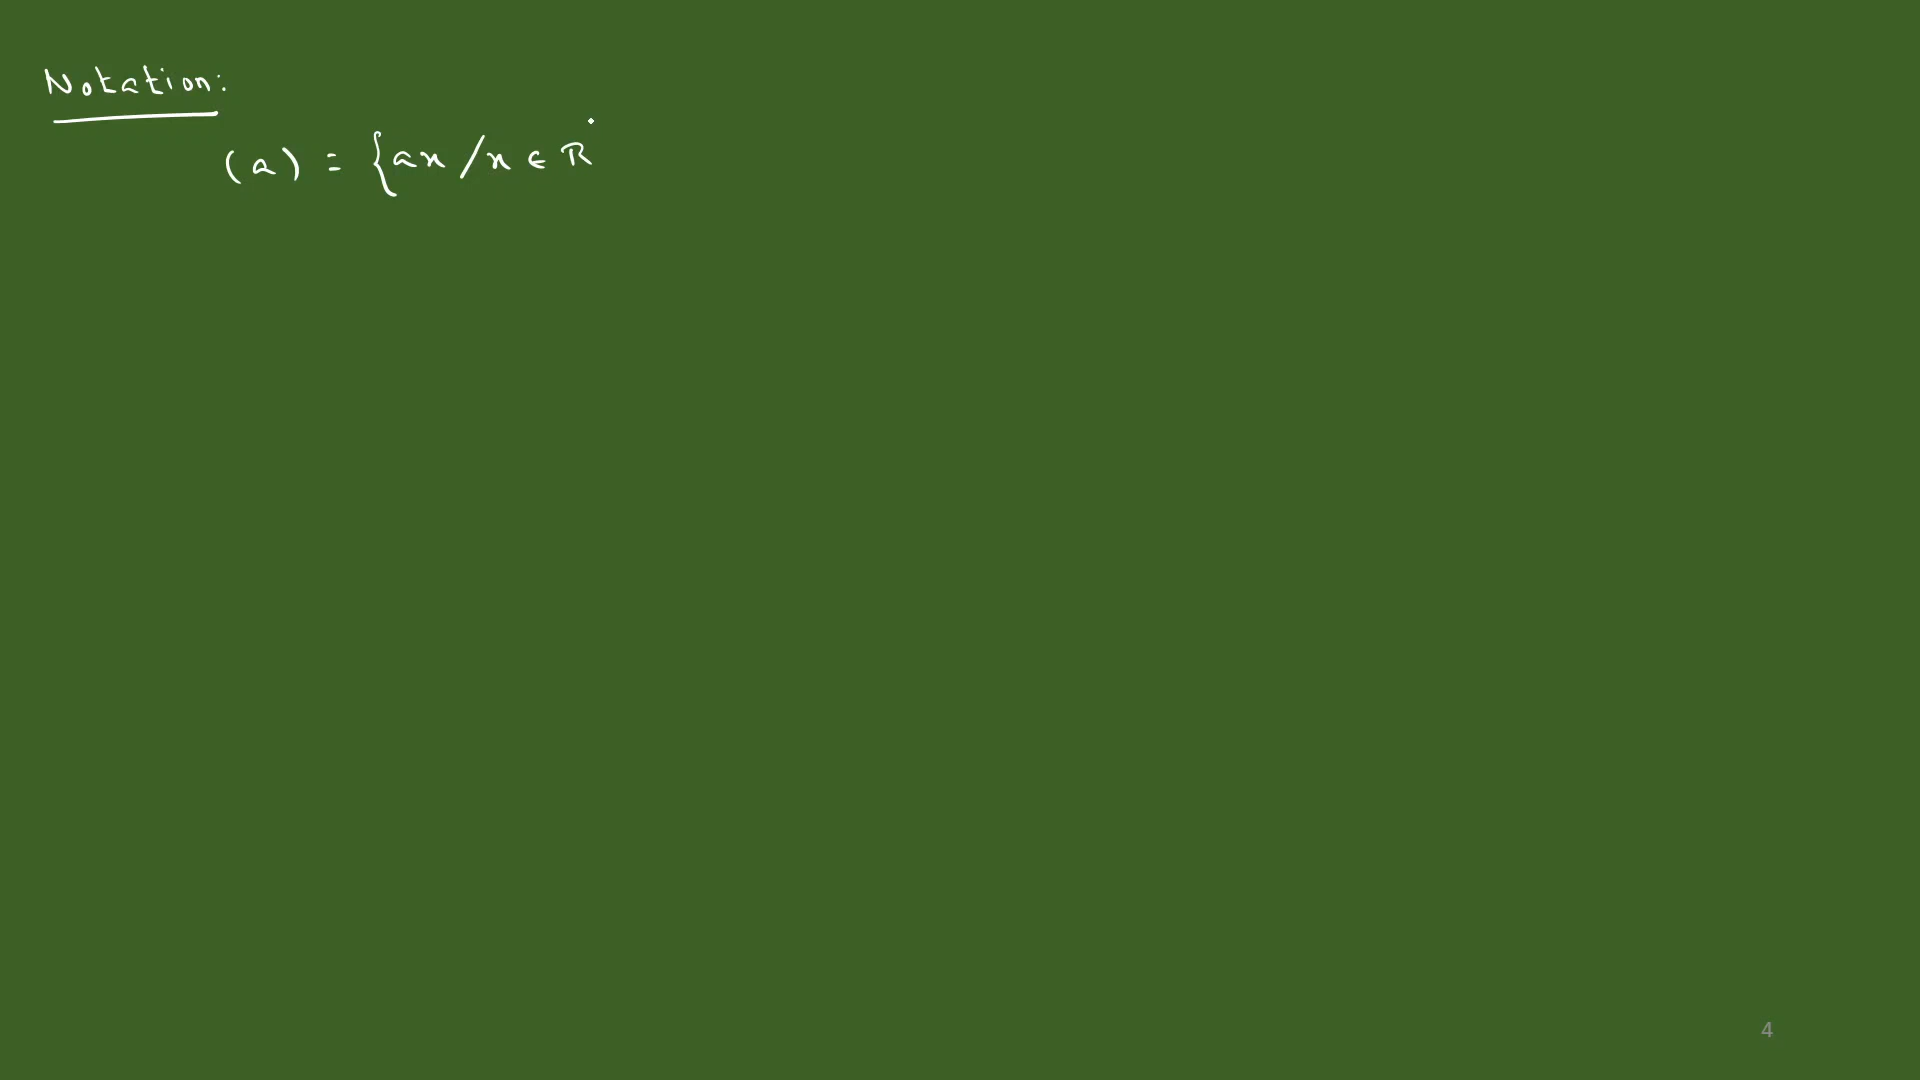 Notation:
(a) = {ax / x ∈ R
4